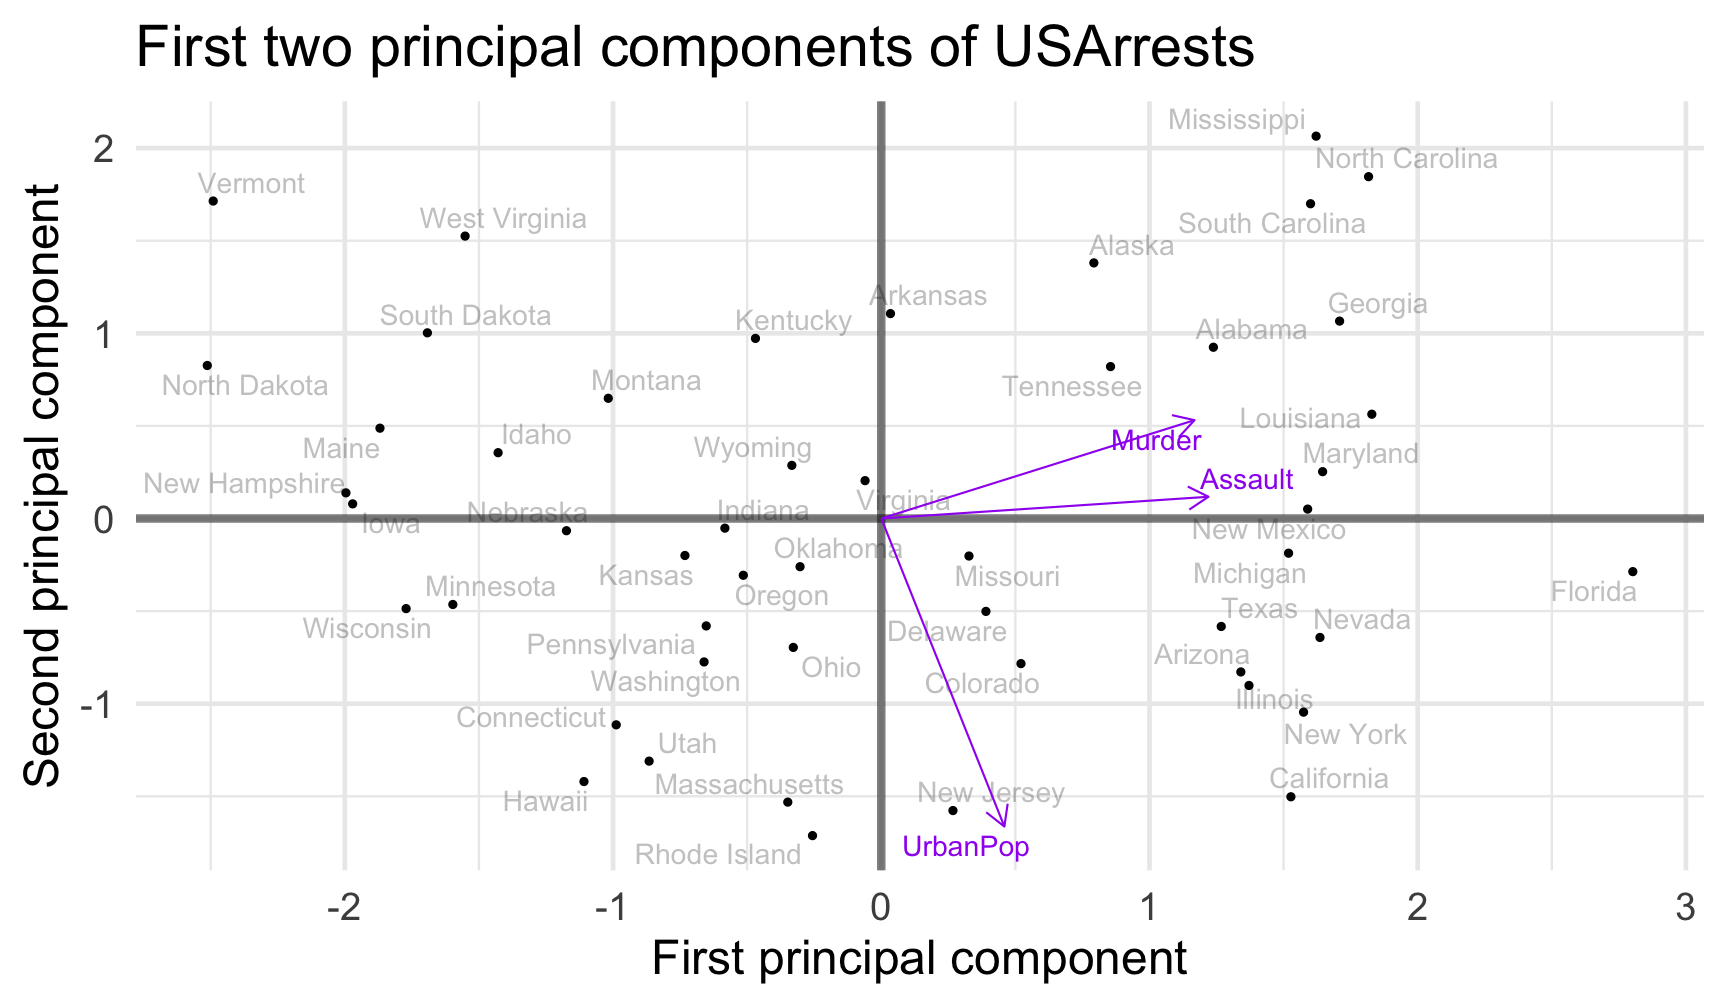 First two principal components of USArrests
Second principal component
2
1
0
-1
Mississippi
North Carolina
Vermont
West Virginia
South Carolina
Alaska
Arkansas
Georgia
South Dakota
Kentucky
Alabama
North Dakota
Montana
Tennessee
Louisiana
Idaho
Murder
Maine
Wyoming
Maryland
New Hampshire
Assault
Virginia
Iowa
Nebraska
Indiana
New Mexico
Oklahoma
Kansas
Missouri
Michigan
Minnesota
Oregon
Florida
Texas
Wisconsin
Delaware
Nevada
Pennsylvania
Ohio
Arizona
Washington
Colorado
Illinois
Connecticut
New York
Utah
California
Massachusetts
Hawaii
New Jersey
UrbanPop
Rhode Island
-2
-1
0
1
2
3
First principal component